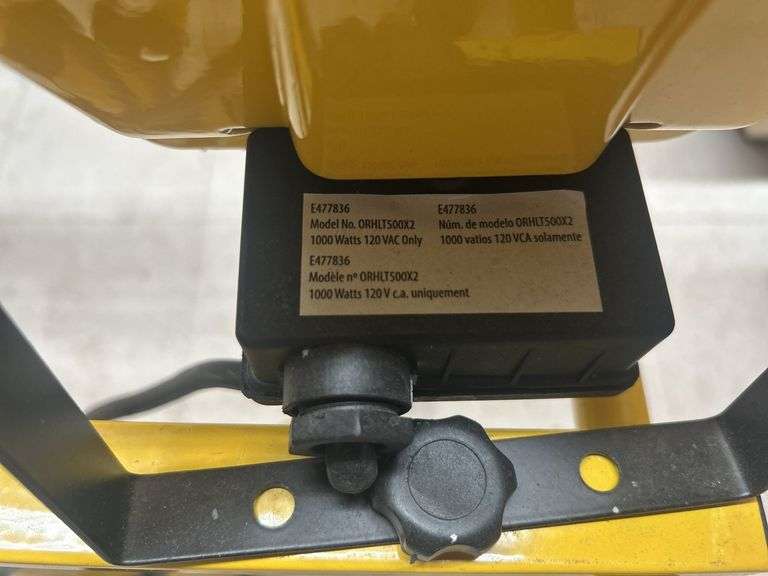 E477836
Model No. ORHLT500X2
1000 Watts 120 VAC Only
E477836
Núm. de modelo ORHLT500X2
1000 vatios 120 VCA solamente
E477836
Modèle nº ORHLT500X2
1000 Watts 120 V c.a. uniquement